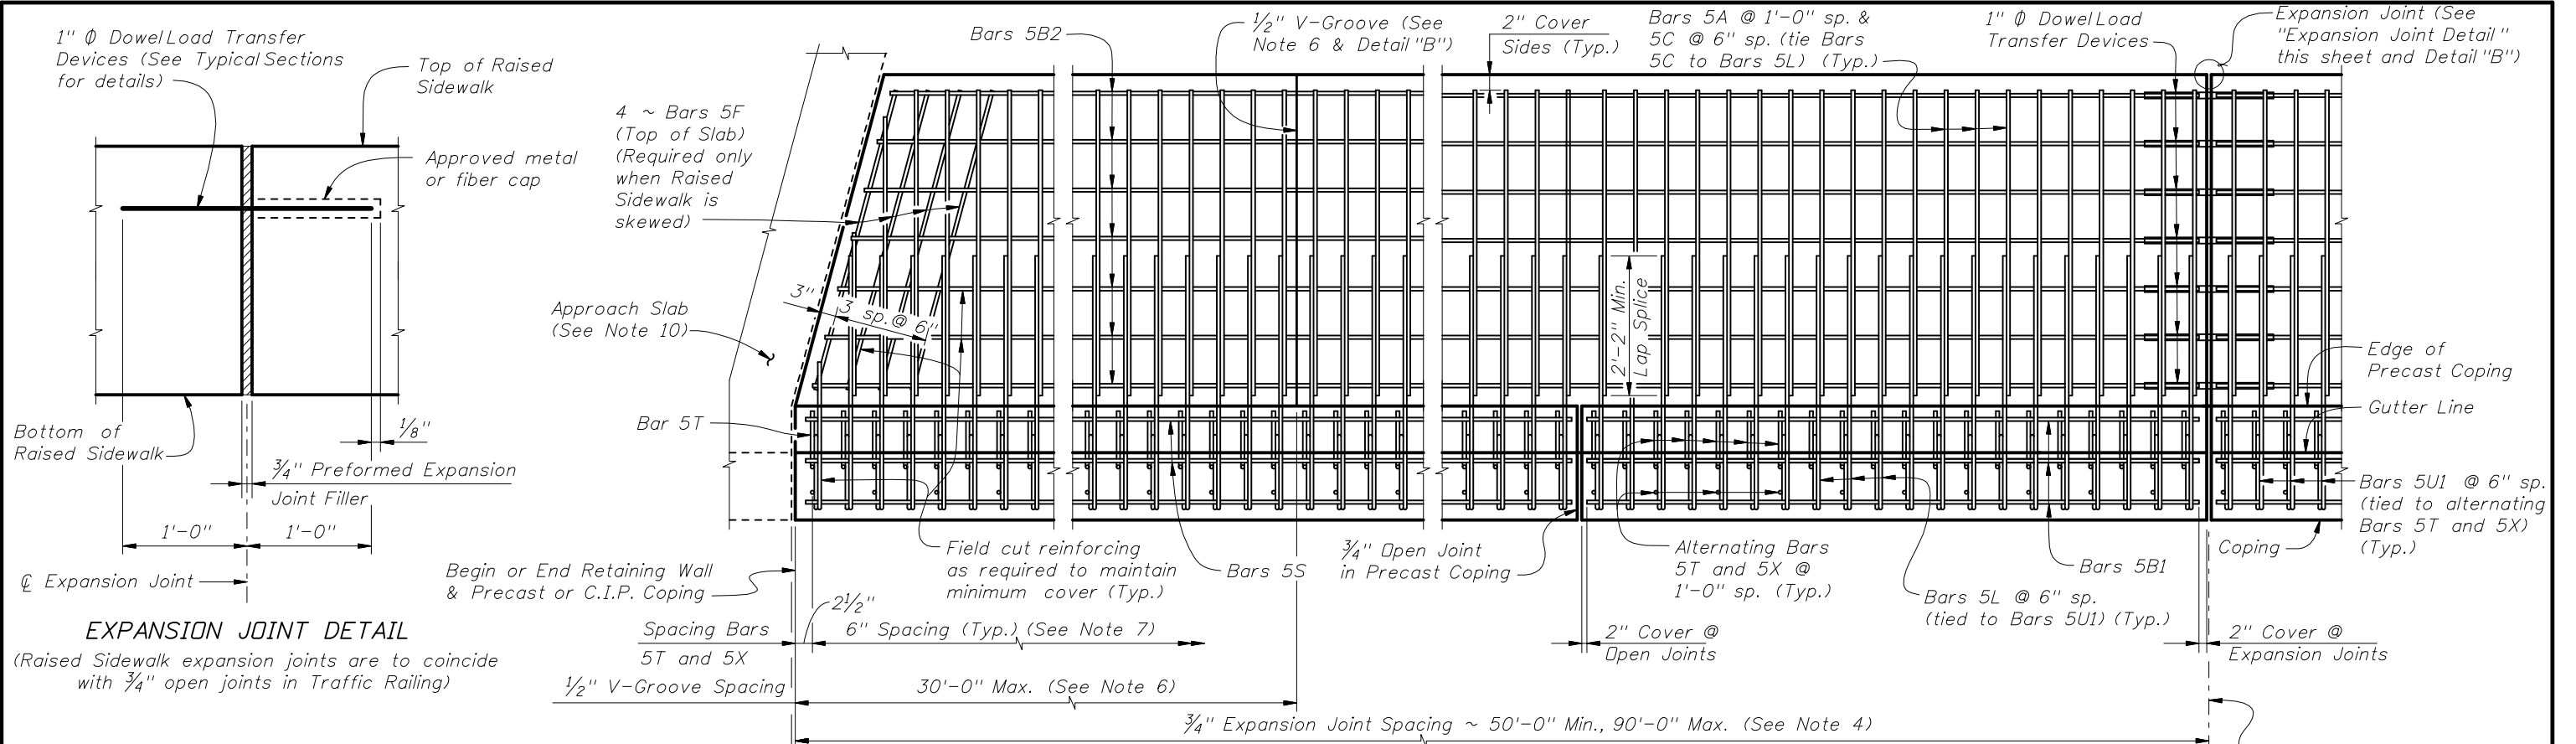 1" ϕ Dowel Load Transfer
Devices (See Typical Sections
for details)
Top of Raised
Sidewalk
Approved metal
or fiber cap
Bottom of
Raised Sidewalk
1/8"
3/4" Preformed Expansion
Joint Filler
1'-0"
1'-0"
℄ Expansion Joint
EXPANSION JOINT DETAIL
(Raised Sidewalk expansion joints are to coincide
with 3/4" open joints in Traffic Railing)
Bars 5B2
1/2" V-Groove (See
Note 6 & Detail "B")
2" Cover
Sides (Typ.)
Bars 5A @ 1'-0" sp. &
5C @ 6" sp. (tie Bars
5C to Bars 5L) (Typ.)
1" ϕ Dowel Load
Transfer Devices
Expansion Joint (See
"Expansion Joint Detail"
this sheet and Detail "B")
4 ~ Bars 5F
(Top of Slab)
(Required only
when Raised
Sidewalk is
skewed)
3"
3 sp. @ 6"
Approach Slab
(See Note 10)
2'-2" Min.
Lap Splice
Edge of
Precast Coping
Gutter Line
Bar 5T
Bars 5U1 @ 6" sp.
(tied to alternating
Bars 5T and 5X)
(Typ.)
Coping
Begin or End Retaining Wall
& Precast or C.I.P. Coping
Field cut reinforcing
as required to maintain
minimum cover (Typ.)
Bars 5S
3/4" Open Joint
in Precast Coping
Alternating Bars
5T and 5X @
1'-0" sp. (Typ.)
Bars 5B1
Bars 5L @ 6" sp.
(tied to Bars 5U1) (Typ.)
2 1/2"
Spacing Bars
5T and 5X
6" Spacing (Typ.) (See Note 7)
2" Cover @
Open Joints
2" Cover @
Expansion Joints
1/2" V-Groove Spacing
30'-0" Max. (See Note 6)
3/4" Expansion Joint Spacing ~ 50'-0" Min., 90'-0" Max. (See Note 4)